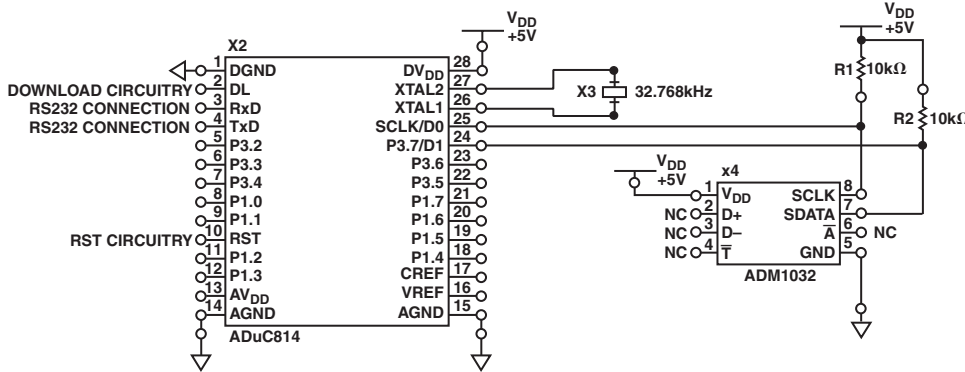 X2
1 DGND
DOWNLOAD CIRCUITRY 2 DL
RS232 CONNECTION 3 RxD
RS232 CONNECTION 4 TxD
5 P3.2
6 P3.3
7 P3.4
8 P1.0
9 P1.1
RST CIRCUITRY 10 RST
11 P1.2
12 P1.3
13 AVDD
14 AGND
DVDD 28
XTAL2 27
XTAL1 26
SCLK/D0 25
P3.7/D1 24
P3.6 23
P3.5 22
P1.7 21
P1.6 20
P1.5 19
P1.4 18
CREF 17
VREF 16
AGND 15
ADuC814
VDD
+5V
X3 32.768kHz
VDD
+5V
R1 10kΩ
R2 10kΩ
VDD
+5V
x4
1 VDD
NC 2 D+
NC 3 D–
NC 4 T̅
SCLK 8
SDATA 7
A̅ 6 NC
GND 5
ADM1032